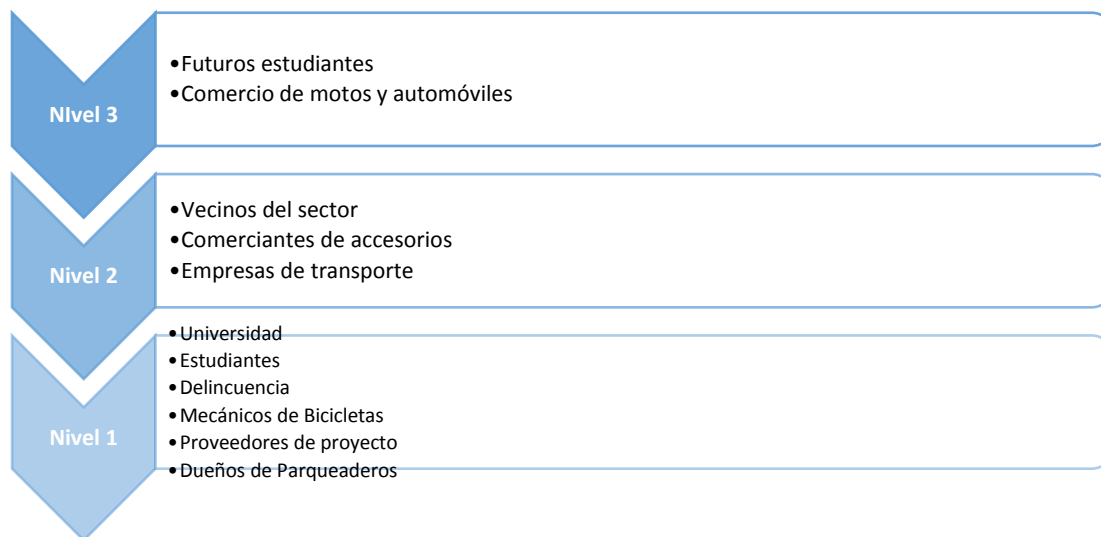 NIvel 3
•Futuros estudiantes
•Comercio de motos y automóviles
Nivel 2
•Vecinos del sector
•Comerciantes de accesorios
•Empresas de transporte
Nivel 1
•Universidad
•Estudiantes
•Delincuencia
•Mecánicos de Bicicletas
•Proveedores de proyecto
•Dueños de Parqueaderos